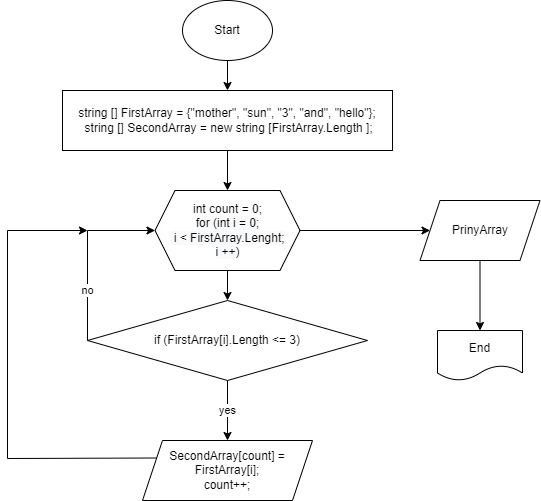 Start
string [] FirstArray = {"mother", "sun", "3", "and", "hello"};
string [] SecondArray = new string [FirstArray.Length ];
int count = 0;
for (int i = 0;
i < FirstArray.Lenght;
i ++)
PrinyArray
no
if (FirstArray[i].Length <= 3)
End
yes
SecondArray[count] =
FirstArray[i];
count++;